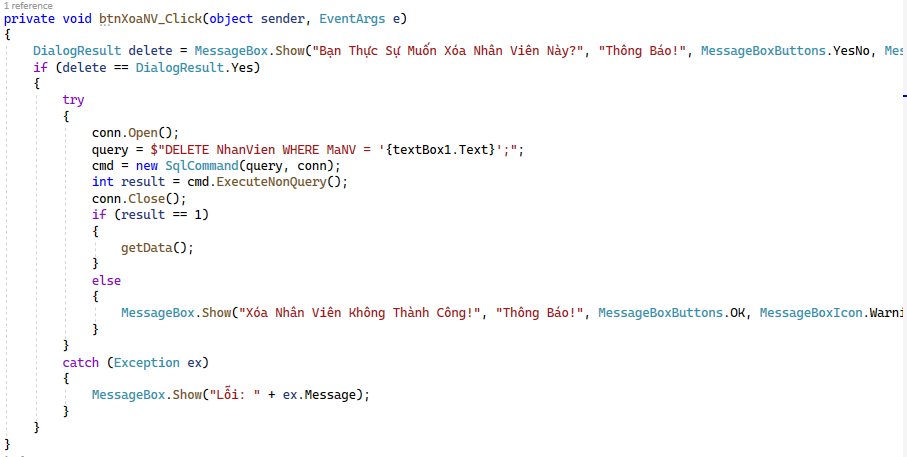 1 reference
private void btnXoaNV_Click(object sender, EventArgs e)
{
DialogResult delete = MessageBox.Show("Bạn Thực Sự Muốn Xóa Nhân Viên Này?", "Thông Báo!", MessageBoxButtons.YesNo, Mes
if (delete == DialogResult.Yes)
{
try
{
conn.Open();
query = $"DELETE NhanVien WHERE MaNV = '{textBox1.Text}';";
cmd = new SqlCommand(query, conn);
int result = cmd.ExecuteNonQuery();
conn.Close();
if (result == 1)
{
getData();
}
else
{
MessageBox.Show("Xóa Nhân Viên Không Thành Công!", "Thông Báo!", MessageBoxButtons.OK, MessageBoxIcon.Warni
}
}
catch (Exception ex)
{
MessageBox.Show("Lỗi: " + ex.Message);
}
}
}